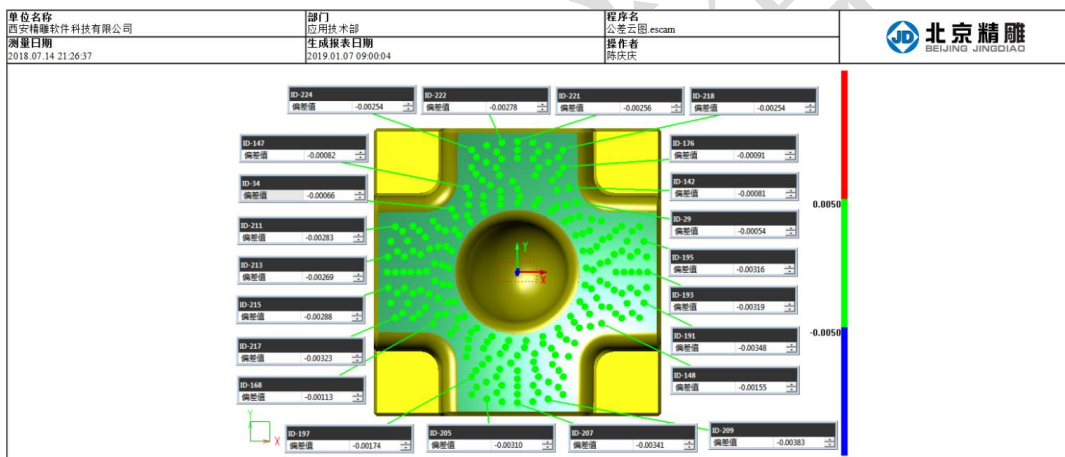 单位名称
西安精雕软件科技有限公司
部门
应用技术部
程序名
公差云图.escam
测量日期
2018.07.14 21:26:37
生成报表日期
2019.01.07 09:00:04
操作者
陈庆庆
JD 北京精雕
BEIJING JINGDIAO
ID-224
偏差值 -0.00254
ID-222
偏差值 -0.00278
ID-221
偏差值 -0.00256
ID-218
偏差值 -0.00254
ID-147
偏差值 -0.00082
ID-176
偏差值 -0.00091
ID-34
偏差值 -0.00066
ID-142
偏差值 -0.00081
0.0050
ID-211
偏差值 -0.00283
ID-29
偏差值 -0.00054
ID-213
偏差值 -0.00269
ID-195
偏差值 -0.00316
Y
X
ID-215
偏差值 -0.00288
ID-193
偏差值 -0.00319
-0.0050
ID-217
偏差值 -0.00323
ID-191
偏差值 -0.00348
ID-168
偏差值 -0.00113
ID-148
偏差值 -0.00155
Y
X
ID-197
偏差值 -0.00174
ID-205
偏差值 -0.00310
ID-207
偏差值 -0.00341
ID-209
偏差值 -0.00383